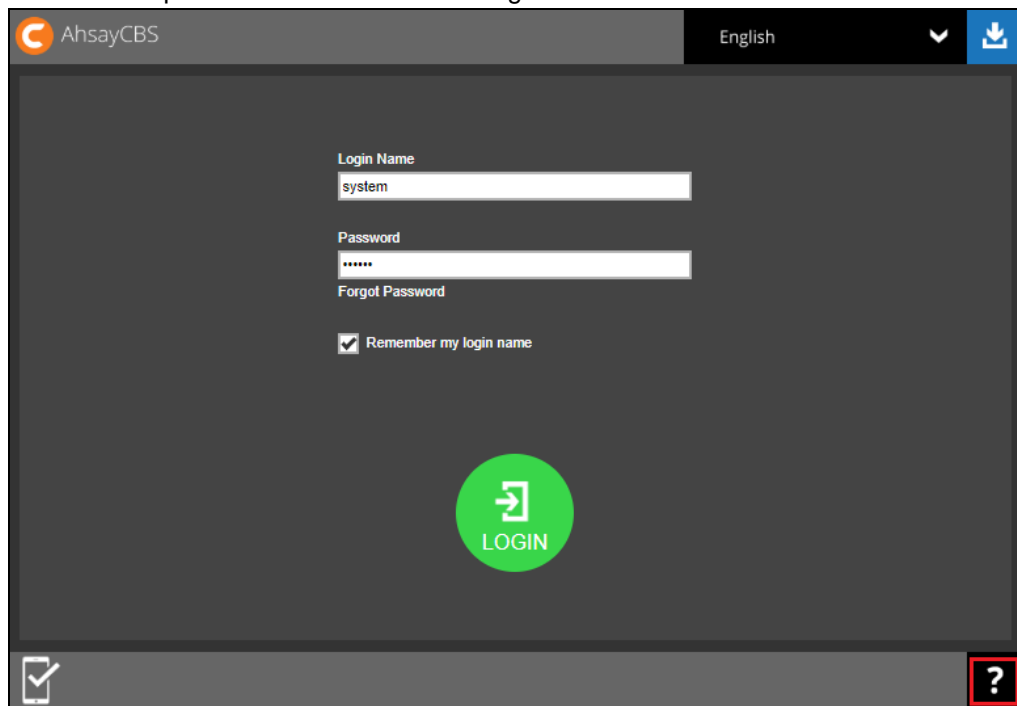 AhsayCBS
English
Login Name
system
Password
••••••
Forgot Password
Remember my login name
LOGIN
?